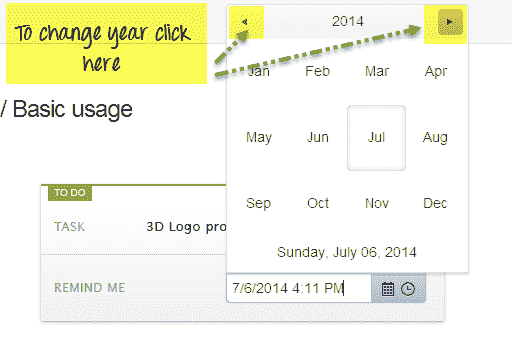 To change year click
here
2014
Jan Feb Mar Apr
/ Basic usage
May Jun Jul Aug
TO DO
Sep Oct Nov Dec
TASK 3D Logo pro
Sunday, July 06, 2014
REMIND ME 7/6/2014 4:11 PM